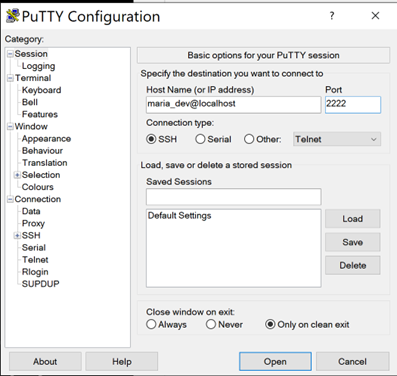 PuTTY Configuration
? ×
Category:
Session
Logging
Terminal
Keyboard
Bell
Features
Window
Appearance
Behaviour
Translation
Selection
Colours
Connection
Data
Proxy
SSH
Serial
Telnet
Rlogin
SUPDUP
Basic options for your PuTTY session
Specify the destination you want to connect to
Host Name (or IP address) Port
maria_dev@localhost 2222
Connection type:
SSH Serial Other: Telnet
Load, save or delete a stored session
Saved Sessions
Default Settings
Load
Save
Delete
Close window on exit:
Always Never Only on clean exit
About Help Open Cancel